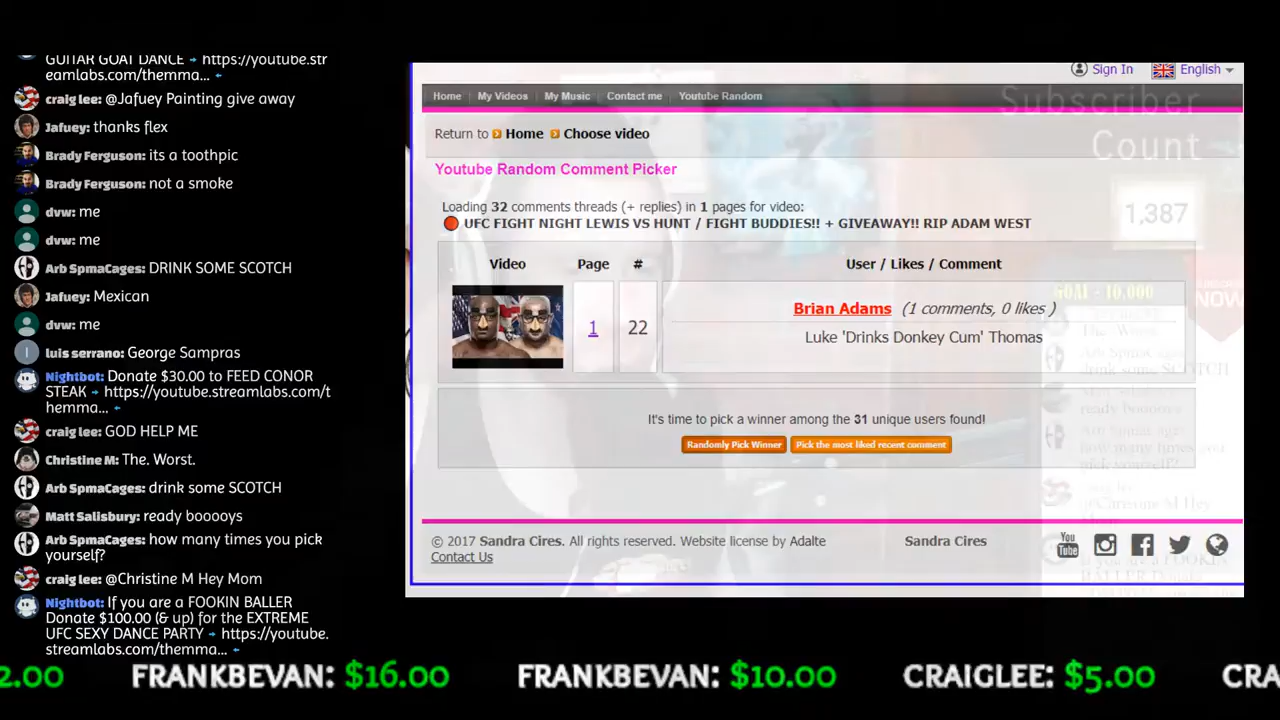 GUITAR GOAT DANCE → https://youtube.str
eamlabs.com/themma... ←
craig lee: @Jafuey Painting give away
Jafuey: thanks flex
Brady Ferguson: its a toothpic
Brady Ferguson: not a smoke
dvw: me
dvw: me
Arb SpmaCages: DRINK SOME SCOTCH
Jafuey: Mexican
dvw: me
luis serrano: George Sampras
Nightbot: Donate $30.00 to FEED CONOR
STEAK → https://youtube.streamlabs.com/t
hemma... ←
craig lee: GOD HELP ME
Christine M: The. Worst.
Arb SpmaCages: drink some SCOTCH
Matt Salisbury: ready booooys
Arb SpmaCages: how many times you pick
yourself?
craig lee: @Christine M Hey Mom
Nightbot: If you are a FOOKIN BALLER
Donate $100.00 (& up) for the EXTREME
UFC SEXY DANCE PARTY → https://youtube.
streamlabs.com/themma... ←
Sign In English
Home My Videos My Music Contact me Youtube Random
Subscriber
Count
1,387
Return to Home Choose video
Youtube Random Comment Picker
Loading 32 comments threads (+ replies) in 1 pages for video:
UFC FIGHT NIGHT LEWIS VS HUNT / FIGHT BUDDIES!! + GIVEAWAY!! RIP ADAM WEST
Video Page # User / Likes / Comment
GOAL - 10,000
NOW
1 22 Brian Adams (1 comments, 0 likes )
Luke 'Drinks Donkey Cum' Thomas
It's time to pick a winner among the 31 unique users found!
Randomly Pick Winner Pick the most liked recent comment
© 2017 Sandra Cires. All rights reserved. Website license by Adalte
Contact Us
Sandra Cires
You
Tube
2.00 FRANKBEVAN: $16.00 FRANKBEVAN: $10.00 CRAIGLEE: $5.00 CRA